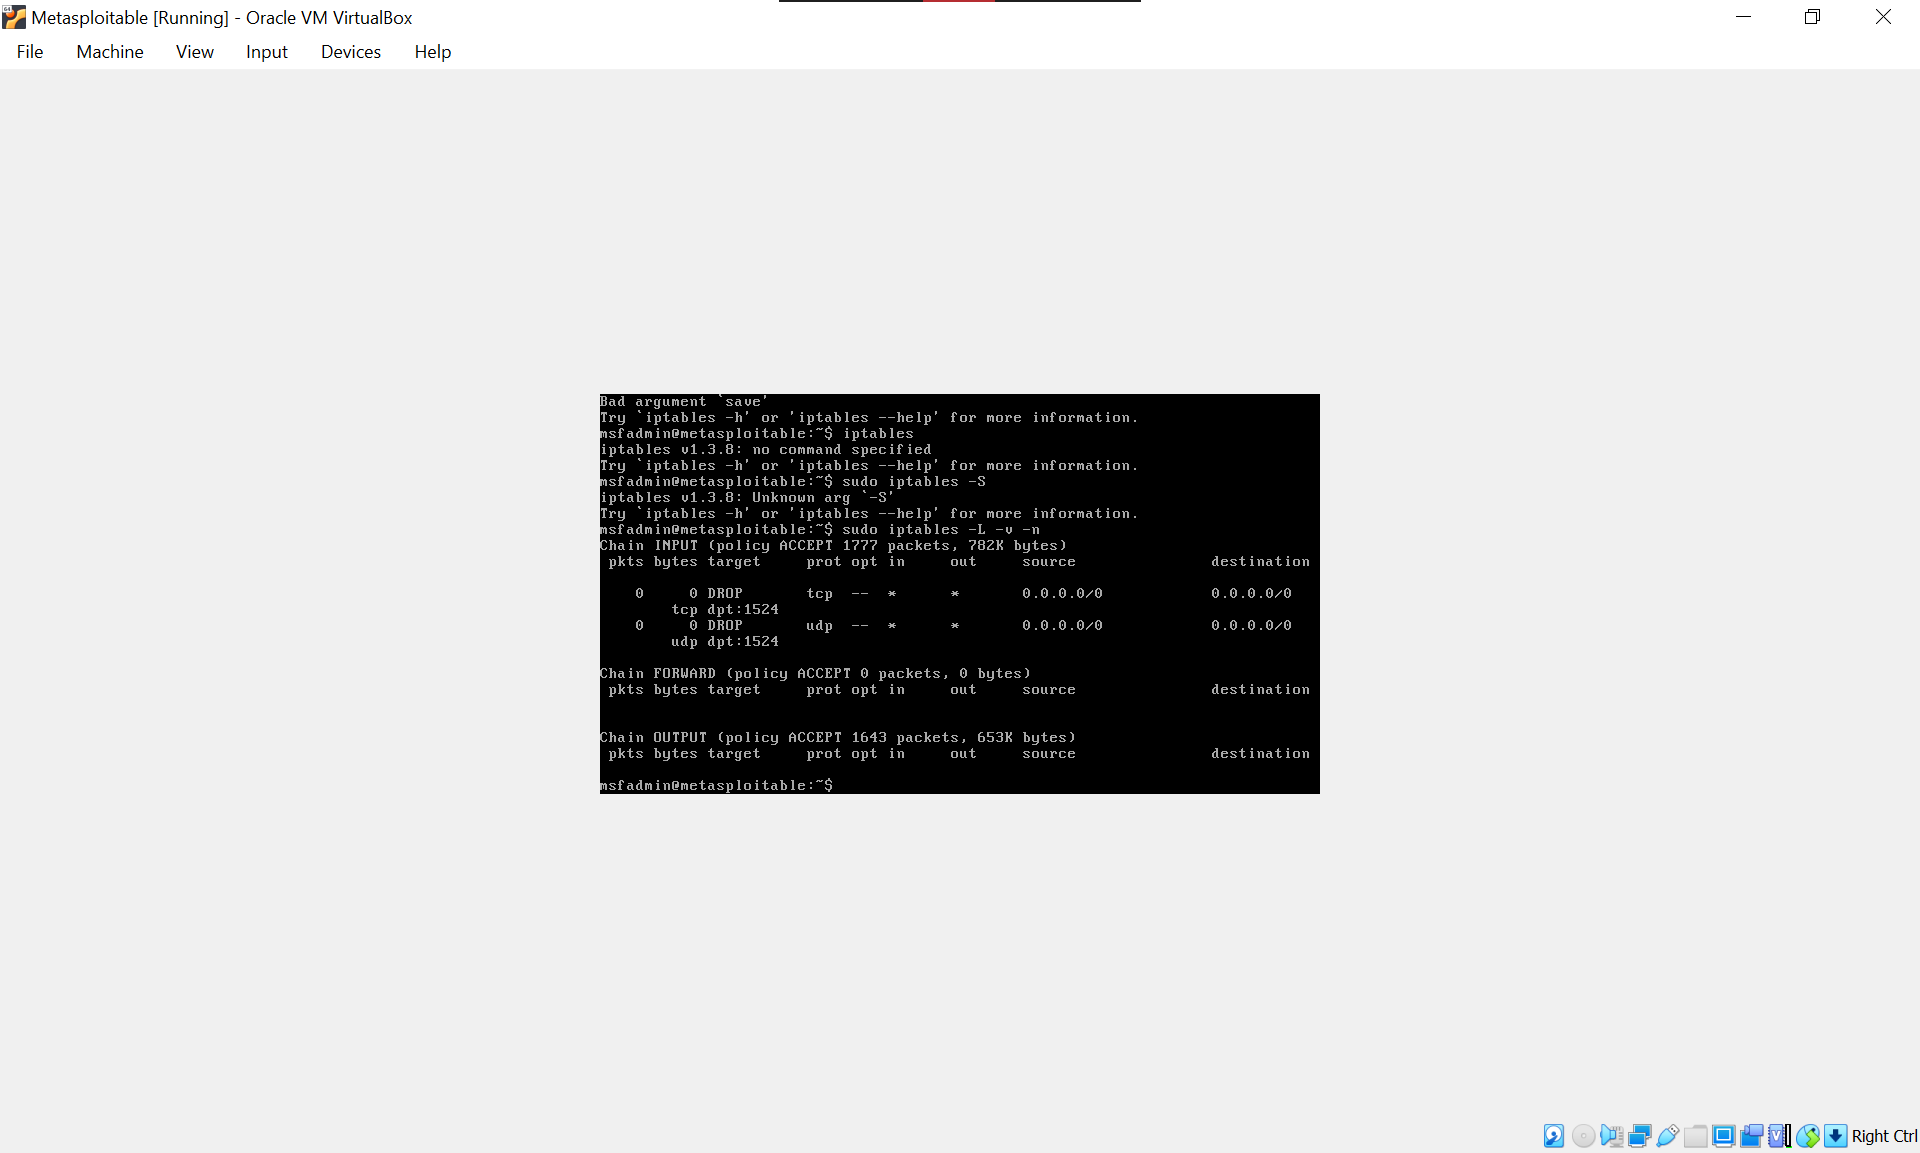 Metasploitable [Running] - Oracle VM VirtualBox
File Machine View Input Devices Help
Bad argument `save'
Try `iptables -h' or 'iptables --help' for more information.
msfadmin@metasploitable:~$ iptables
iptables v1.3.8: no command specified
Try `iptables -h' or 'iptables --help' for more information.
msfadmin@metasploitable:~$ sudo iptables -S
iptables v1.3.8: Unknown arg `-S'
Try `iptables -h' or 'iptables --help' for more information.
msfadmin@metasploitable:~$ sudo iptables -L -v -n
Chain INPUT (policy ACCEPT 1777 packets, 782K bytes)
pkts bytes target prot opt in out source destination
0 0 DROP tcp -- * * 0.0.0.0/0 0.0.0.0/0
tcp dpt:1524
0 0 DROP udp -- * * 0.0.0.0/0 0.0.0.0/0
udp dpt:1524
Chain FORWARD (policy ACCEPT 0 packets, 0 bytes)
pkts bytes target prot opt in out source destination
Chain OUTPUT (policy ACCEPT 1643 packets, 653K bytes)
pkts bytes target prot opt in out source destination
msfadmin@metasploitable:~$
Right Ctrl